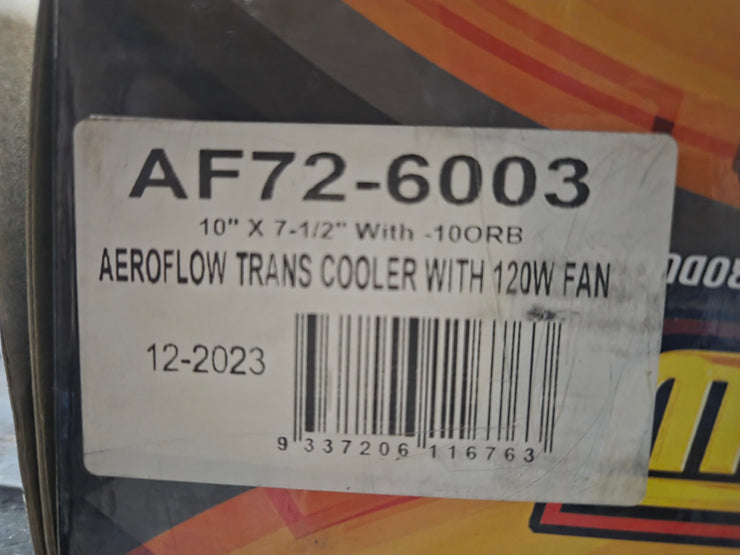 AF72-6003
10" X 7-1/2" With -10ORB
AEROFLOW TRANS COOLER WITH 120W FAN
12-2023
9 337206 116763